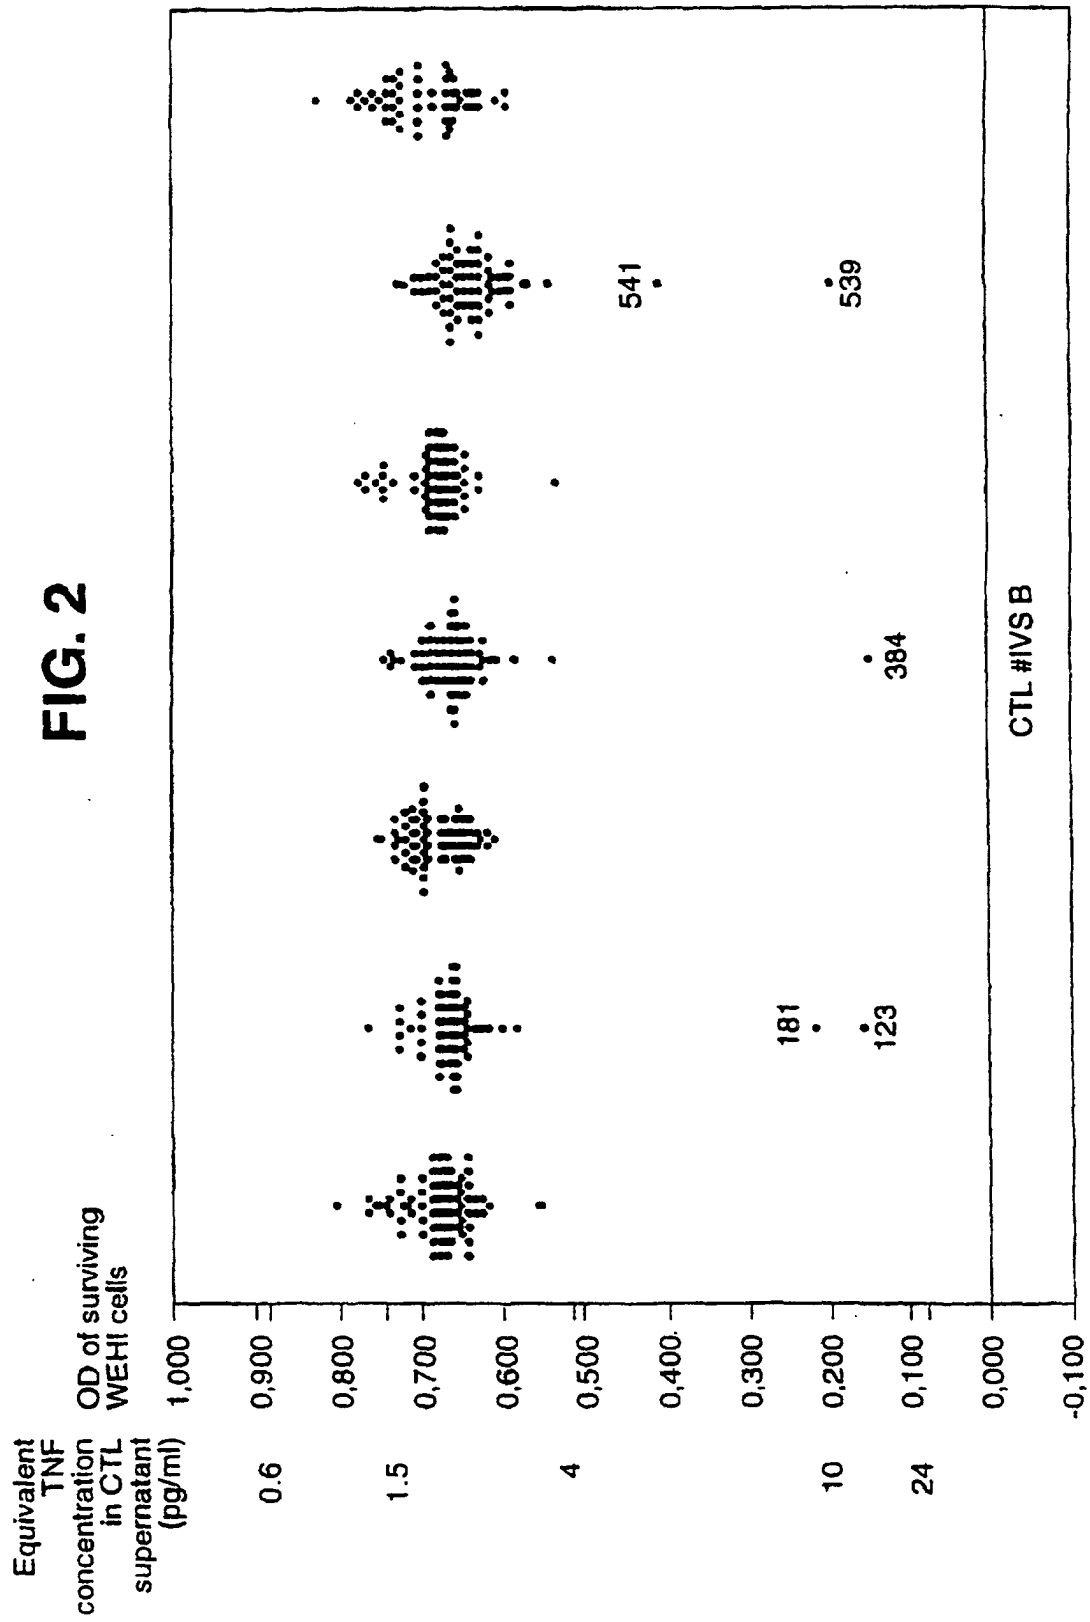 FIG. 2
Equivalent
TNF
concentration
in CTL
supernatant
(pg/ml)
OD of surviving
WEHI cells
1,000
0.6
0,900
0,800
1.5
0,700
0,600
4
0,500
0,400
0,300
10
0,200
24
0,100
0,000
-0,100
181
123
384
541
539
CTL #IVS B